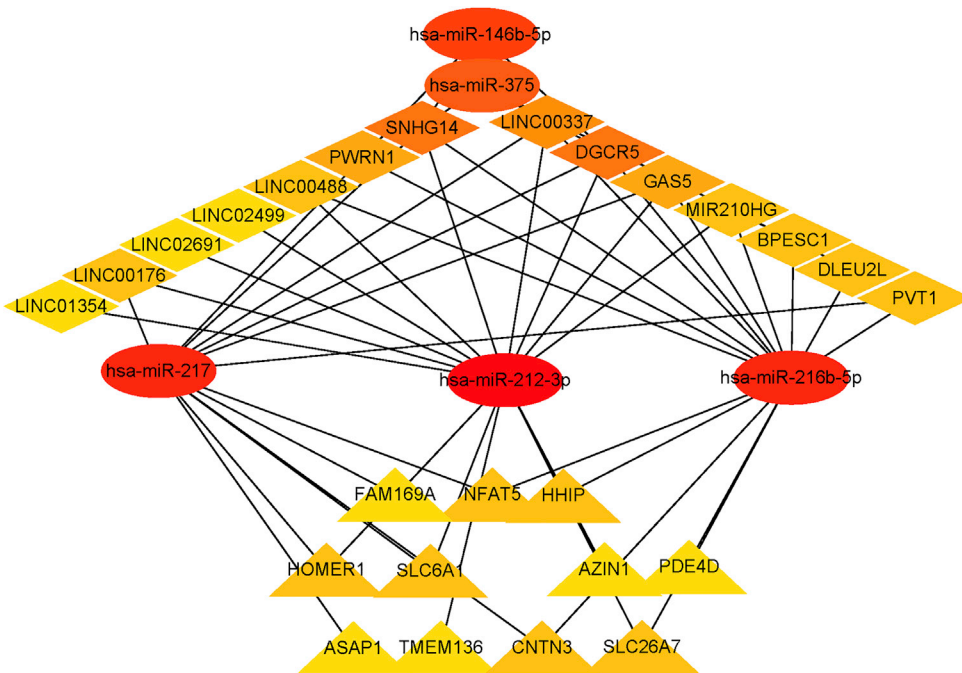 hsa-miR-146b-5p
hsa-miR-375
SNHG14
LINC00337
PWRN1
DGCR5
LINC00488
GAS5
LINC02499
MIR210HG
LINC02691
BPESC1
LINC00176
DLEU2L
LINC01354
PVT1
hsa-miR-217
hsa-miR-212-3p
hsa-miR-216b-5p
FAM169A
NFAT5
HHIP
HOMER1
SLC6A1
AZIN1
PDE4D
ASAP1
TMEM136
CNTN3
SLC26A7